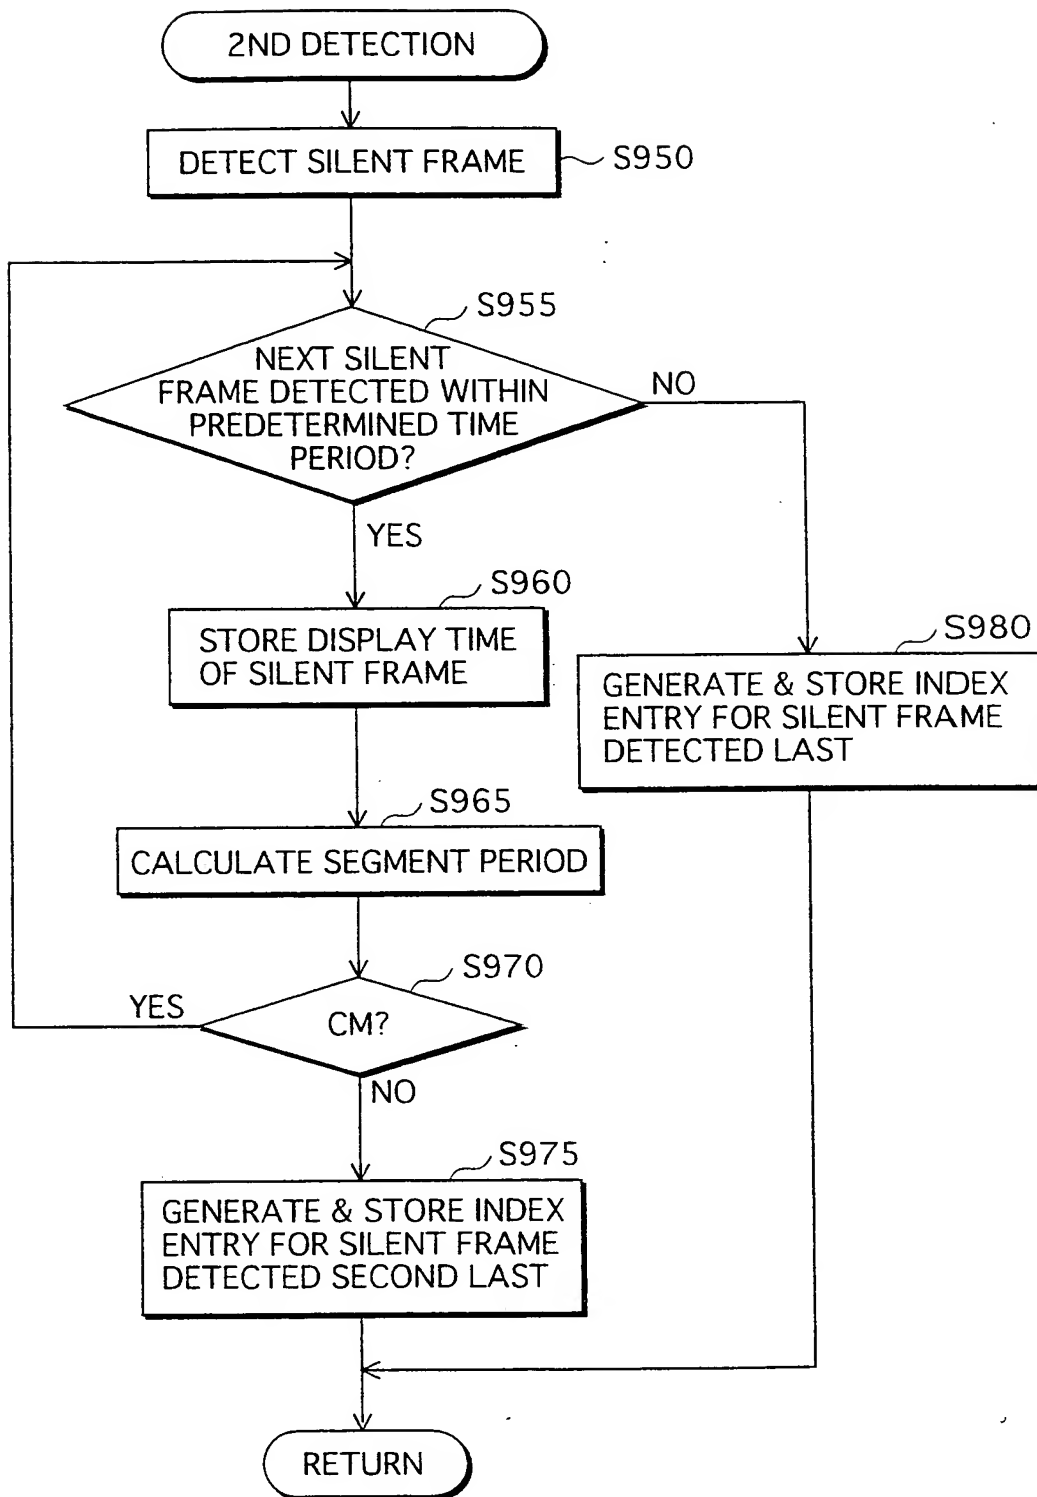 2ND DETECTION
DETECT SILENT FRAME
S950
S955
NEXT SILENT
FRAME DETECTED WITHIN
PREDETERMINED TIME
PERIOD?
NO
YES
S960
STORE DISPLAY TIME
OF SILENT FRAME
S980
GENERATE & STORE INDEX
ENTRY FOR SILENT FRAME
DETECTED LAST
S965
CALCULATE SEGMENT PERIOD
S970
YES
CM?
NO
S975
GENERATE & STORE INDEX
ENTRY FOR SILENT FRAME
DETECTED SECOND LAST
RETURN